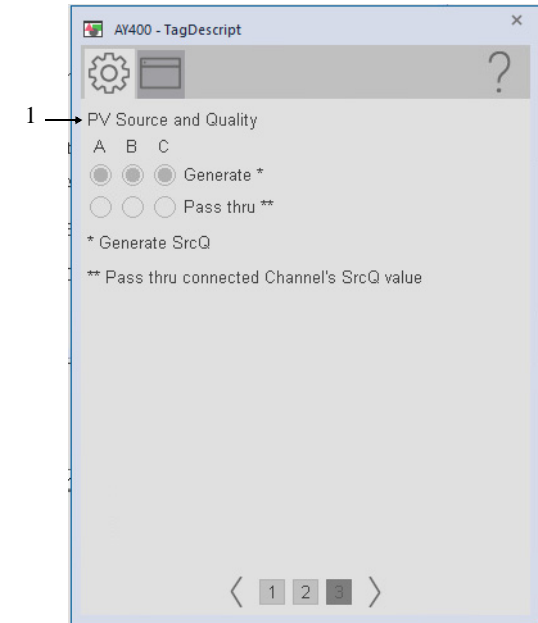 AY400 - TagDescript
1
PV Source and Quality
A B C
Generate *
Pass thru **
* Generate SrcQ
** Pass thru connected Channel's SrcQ value
1 2 3